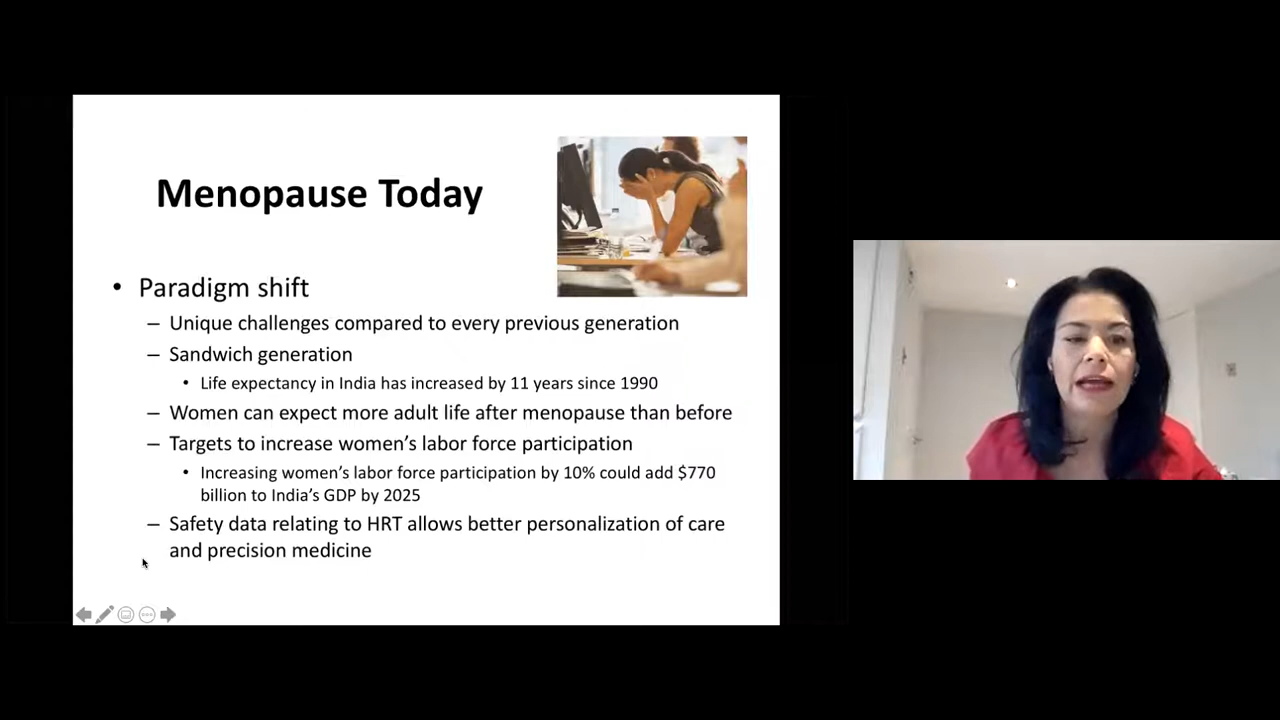 Menopause Today
• Paradigm shift
– Unique challenges compared to every previous generation
– Sandwich generation
• Life expectancy in India has increased by 11 years since 1990
– Women can expect more adult life after menopause than before
– Targets to increase women’s labor force participation
• Increasing women’s labor force participation by 10% could add $770
billion to India’s GDP by 2025
– Safety data relating to HRT allows better personalization of care
and precision medicine